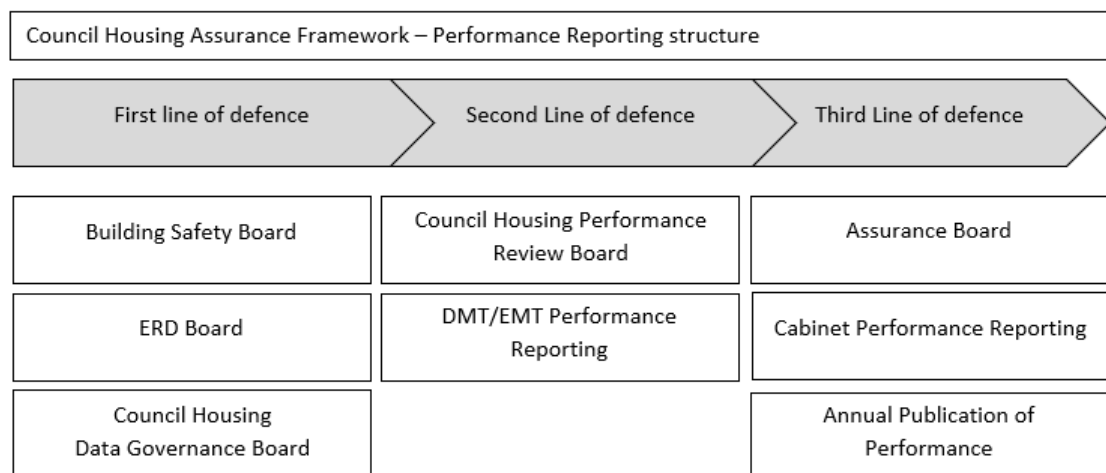 Council Housing Assurance Framework – Performance Reporting structure
First line of defence
Second Line of defence
Third Line of defence
Building Safety Board
Council Housing Performance
Review Board
Assurance Board
ERD Board
DMT/EMT Performance
Reporting
Cabinet Performance Reporting
Council Housing
Data Governance Board
Annual Publication of
Performance